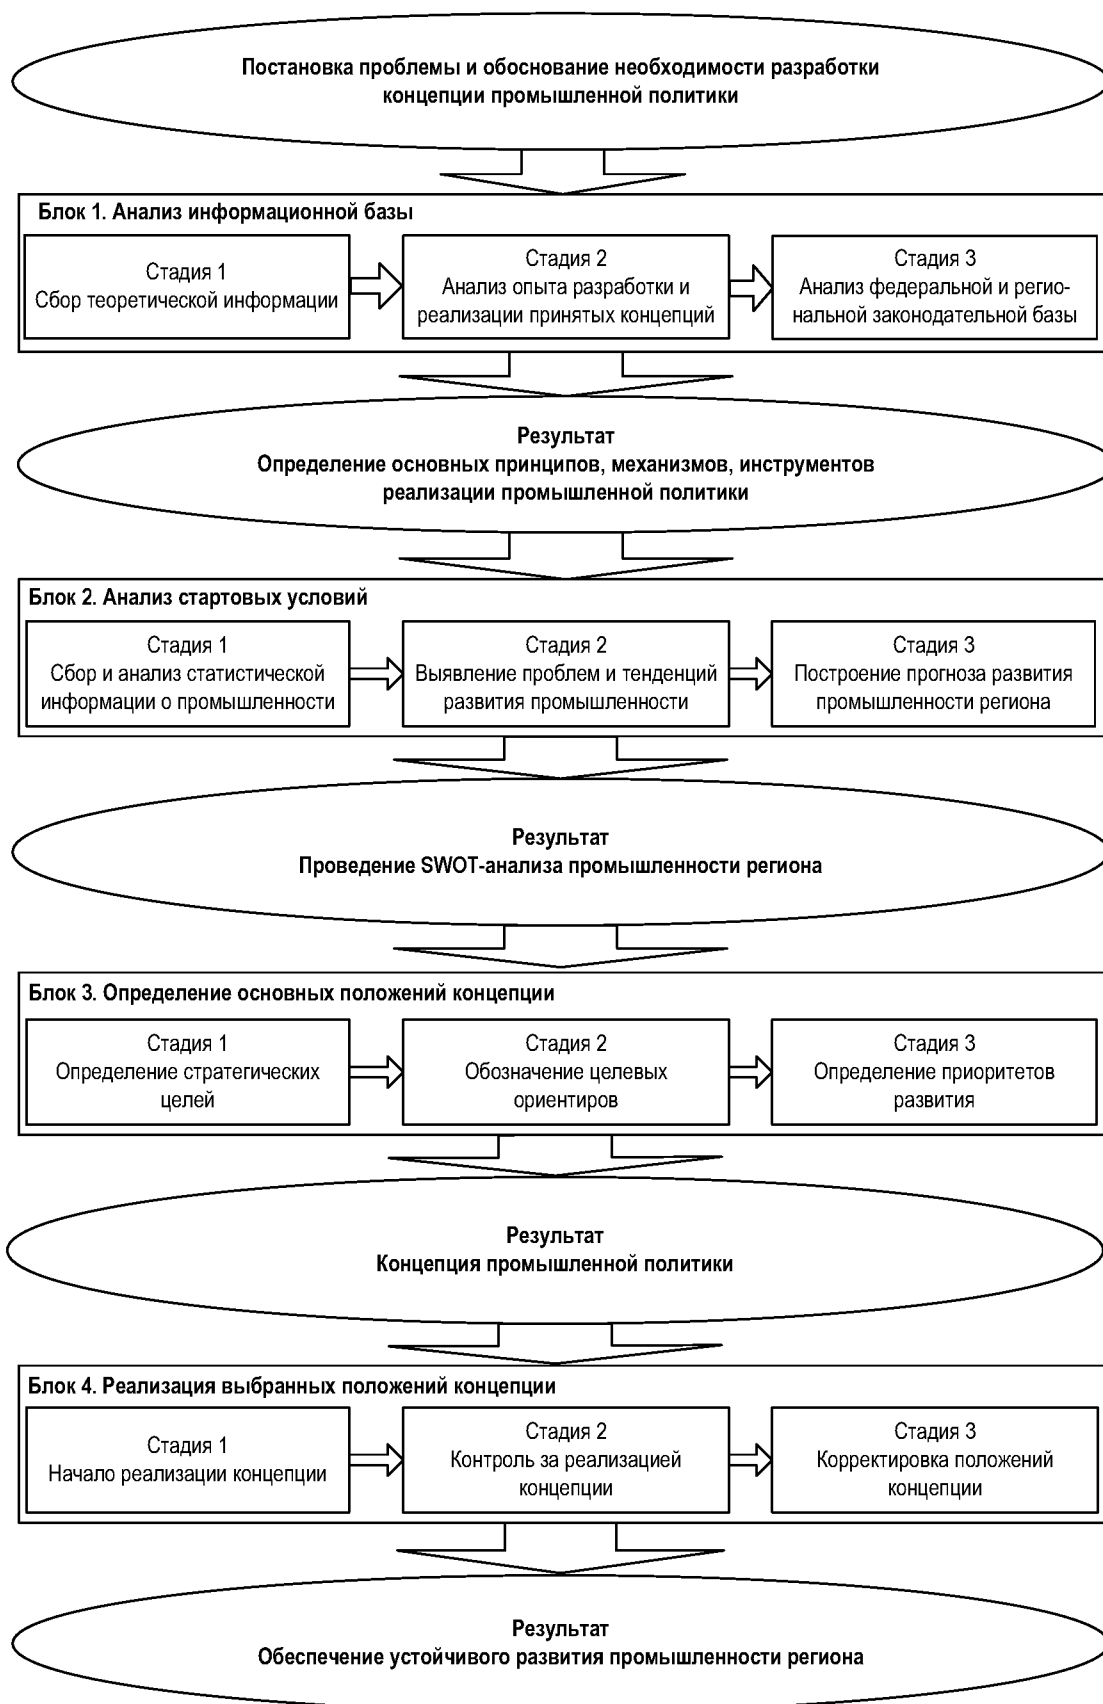 Постановка проблемы и обоснование необходимости разработки
концепции промышленной политики
Блок 1. Анализ информационной базы
Стадия 1
Сбор теоретической информации
Стадия 2
Анализ опыта разработки и
реализации принятых концепций
Стадия 3
Анализ федеральной и регио-
нальной законодательной базы
Результат
Определение основных принципов, механизмов, инструментов
реализации промышленной политики
Блок 2. Анализ стартовых условий
Стадия 1
Сбор и анализ статистической
информации о промышленности
Стадия 2
Выявление проблем и тенденций
развития промышленности
Стадия 3
Построение прогноза развития
промышленности региона
Результат
Проведение SWOT-анализа промышленности региона
Блок 3. Определение основных положений концепции
Стадия 1
Определение стратегических
целей
Стадия 2
Обозначение целевых
ориентиров
Стадия 3
Определение приоритетов
развития
Результат
Концепция промышленной политики
Блок 4. Реализация выбранных положений концепции
Стадия 1
Начало реализации концепции
Стадия 2
Контроль за реализацией
концепции
Стадия 3
Корректировка положений
концепции
Результат
Обеспечение устойчивого развития промышленности региона